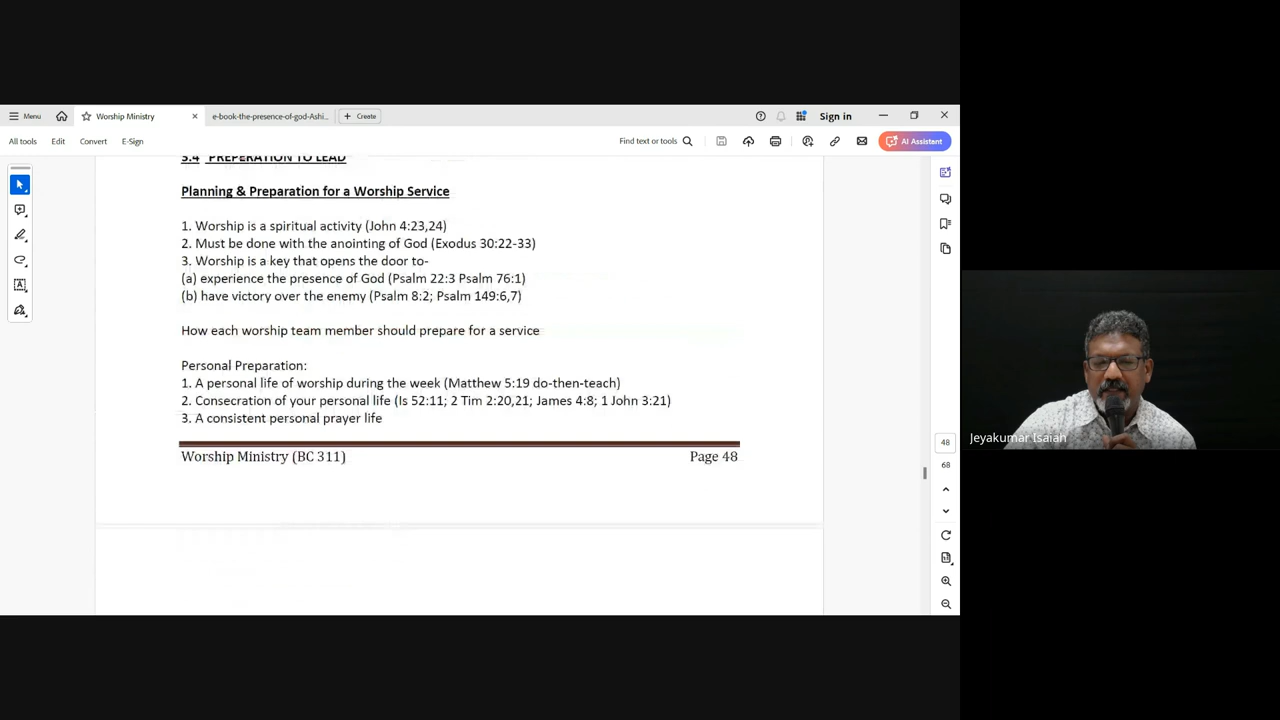 Menu
Worship Ministry
e-book-the-presence-of-god-Ashi...
Create
Sign in
All tools
Edit
Convert
E-Sign
Find text or tools
AI Assistant
3.4 PREPARATION TO LEAD
Planning & Preparation for a Worship Service
1. Worship is a spiritual activity (John 4:23,24)
2. Must be done with the anointing of God (Exodus 30:22-33)
3. Worship is a key that opens the door to-
(a) experience the presence of God (Psalm 22:3 Psalm 76:1)
(b) have victory over the enemy (Psalm 8:2; Psalm 149:6,7)
How each worship team member should prepare for a service
Personal Preparation:
1. A personal life of worship during the week (Matthew 5:19 do-then-teach)
2. Consecration of your personal life (Is 52:11; 2 Tim 2:20,21; James 4:8; 1 John 3:21)
3. A consistent personal prayer life
Worship Ministry (BC 311)
Page 48
48
68
Jeyakumar Isaiah